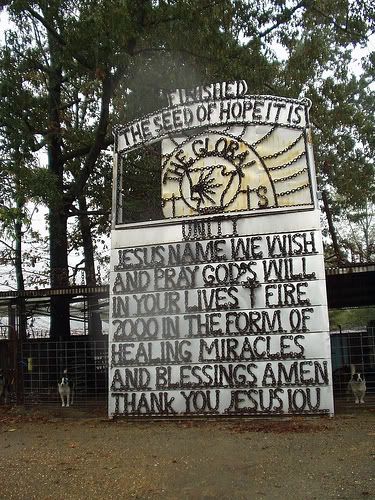 FINISHED
THE SEED OF HOPE IT IS
THE GLORA
UNITY
JESUS NAME WE WISH
AND PRAY GOD'S WILL
IN YOUR LIVES FIRE
2000 IN THE FORM OF
HEALING MIRACLES
AND BLESSINGS AMEN
THANK YOU JESUS IOU